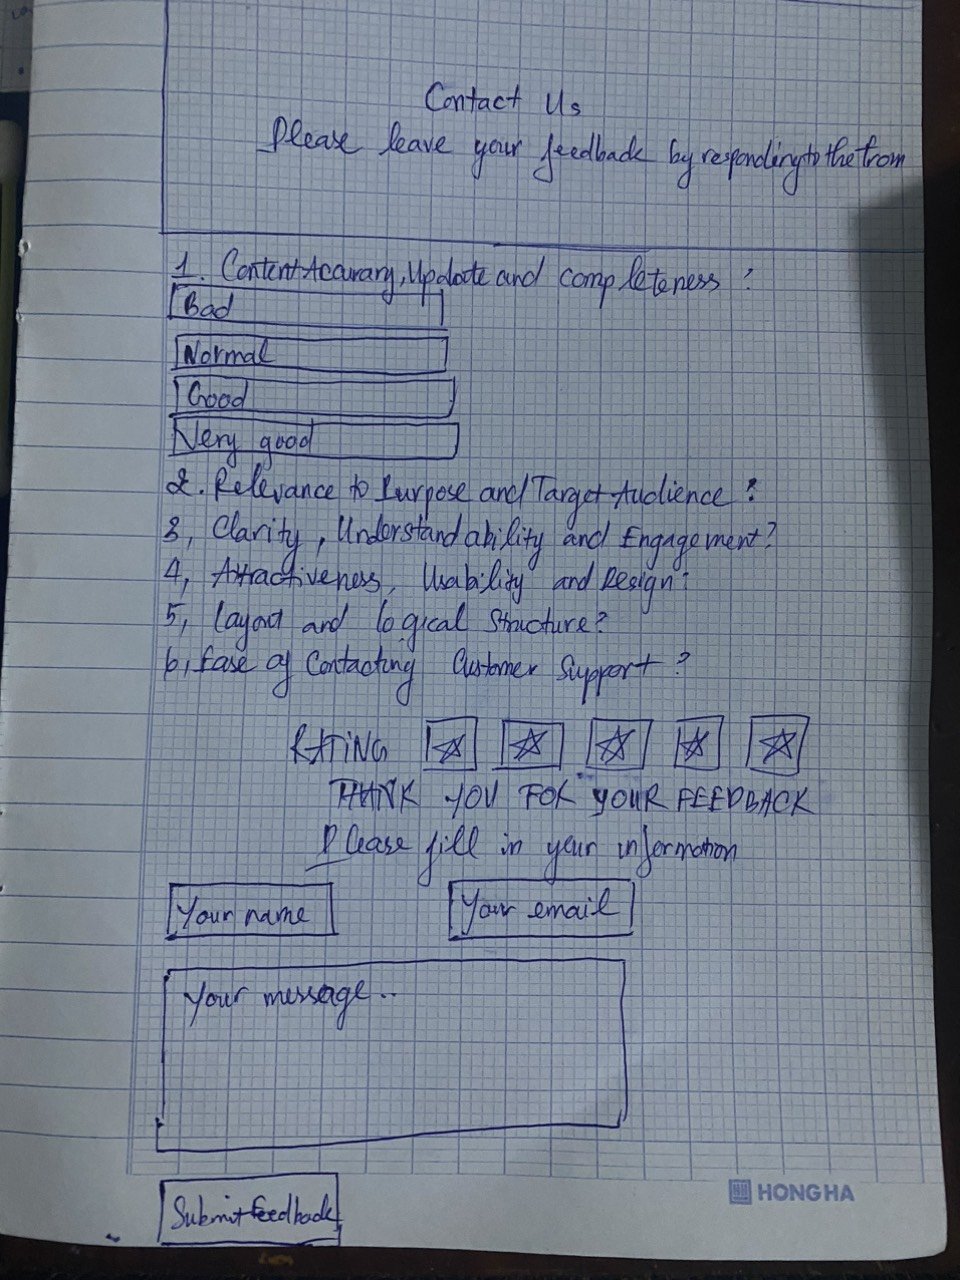 Contact Us
Please leave your feedback by responding to the from
1. Content Accurary, Update and completeness ?
Bad
Normal
Good
Very good
2. Relevance to Purpose and Target Audience ?
3, Clarity, Understandability and Engagement?
4, Attractiveness, Usability and Design?
5, Layout and logical Structure?
6, Ease of Contacting Customer Support ?
RATING
THANK YOU FOR YOUR FEEDBACK
Please fill in your information
Your name Your email
Your message..
Submit feedback
HONG HA